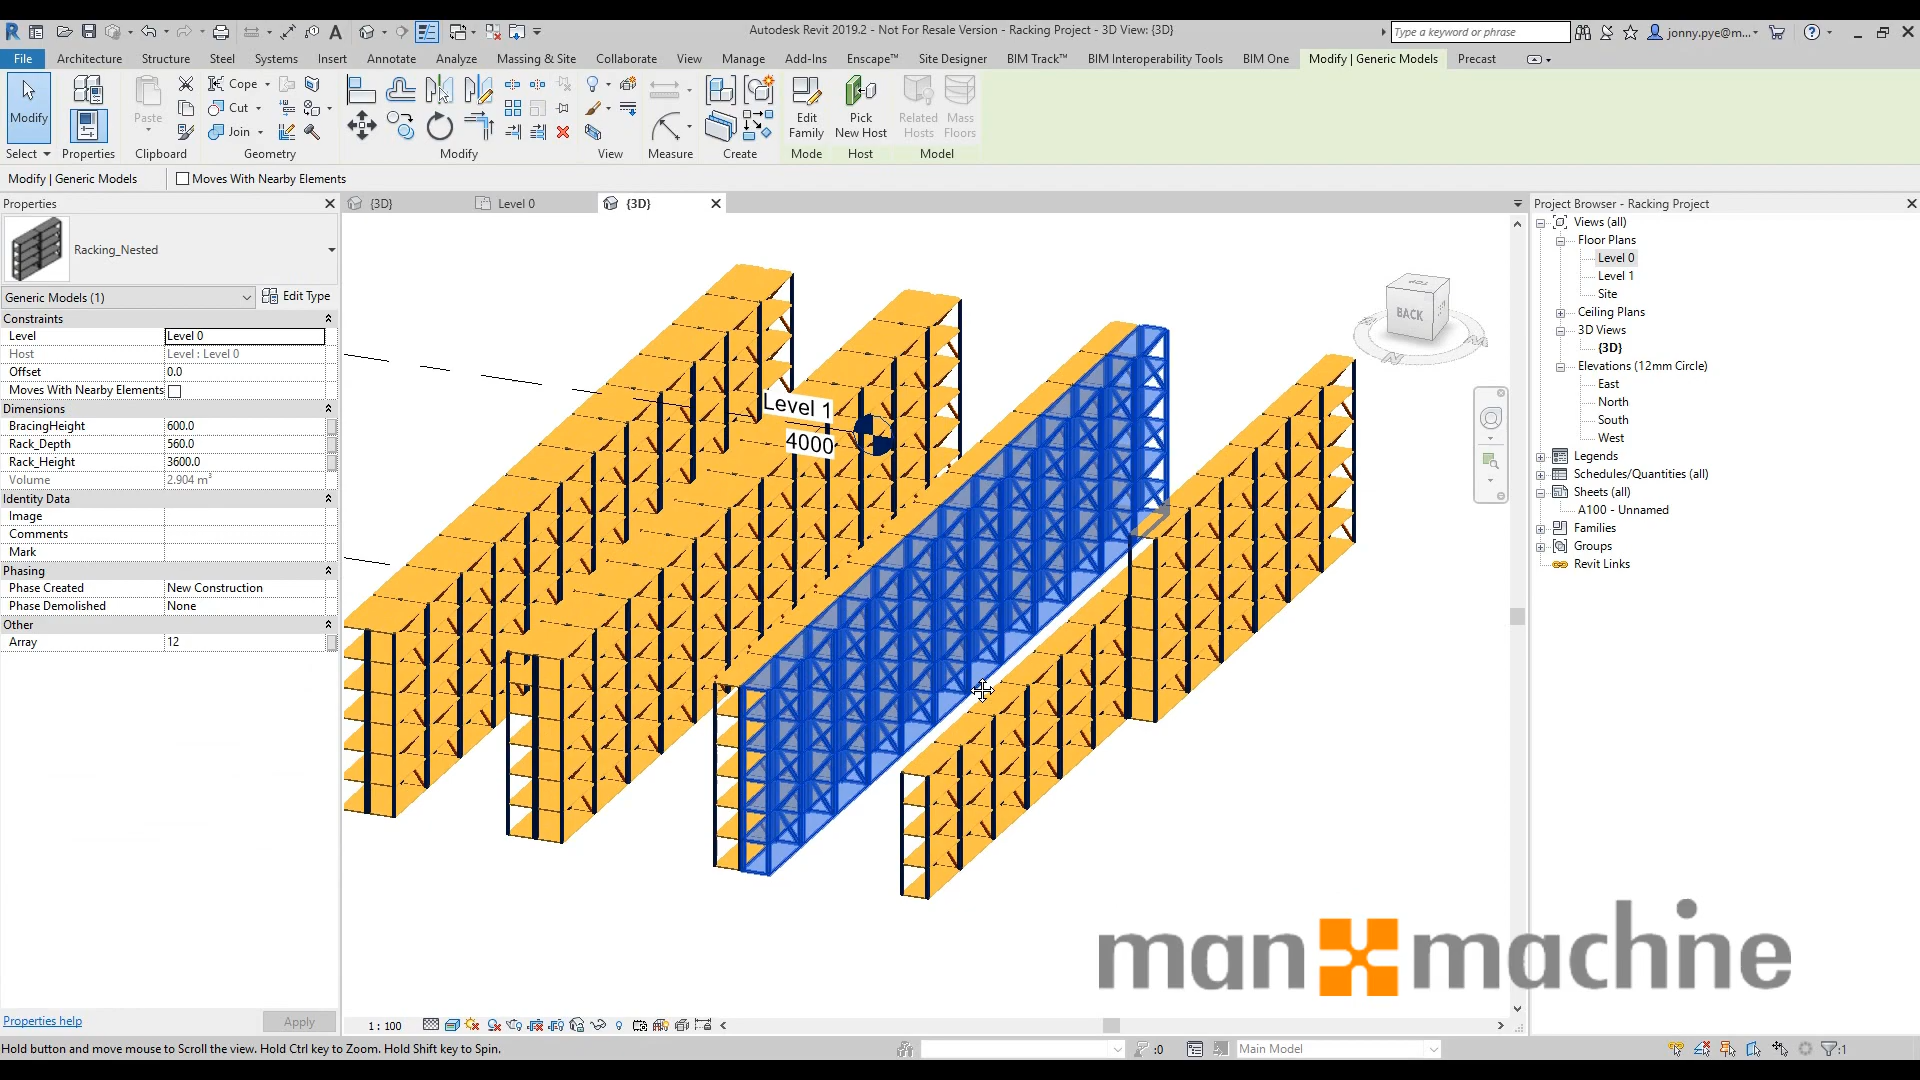 Autodesk Revit 2019.2 - Not For Resale Version - Racking Project - 3D View: {3D}
Type a keyword or phrase
jonny.pye@m...
File Architecture Structure Steel Systems Insert Annotate Analyze Massing & Site Collaborate View Manage Add-Ins Enscape™ Site Designer BIM Track™ BIM Interoperability Tools BIM One Modify | Generic Models Precast
Modify
Paste
Cope
Cut
Join
Edit Family
Pick New Host
Related Hosts
Mass Floors
Select Properties Clipboard Geometry Modify View Measure Create Mode Host Model
Modify | Generic Models
Moves With Nearby Elements
Properties
Racking_Nested
Generic Models (1)
Edit Type
Constraints
Level Level 0
Host Level : Level 0
Offset 0.0
Moves With Nearby Elements
Dimensions
BracingHeight 600.0
Rack_Depth 560.0
Rack_Height 3600.0
Volume 2.904 m³
Identity Data
Image
Comments
Mark
Phasing
Phase Created New Construction
Phase Demolished None
Other
Array 12
Properties help
Apply
{3D}
Level 0
{3D}
Level 1
4000
TOP
BACK
N
manmachine
Project Browser - Racking Project
Views (all)
Floor Plans
Level 0
Level 1
Site
Ceiling Plans
3D Views
{3D}
Elevations (12mm Circle)
East
North
South
West
Legends
Schedules/Quantities (all)
Sheets (all)
A100 - Unnamed
Families
Groups
Revit Links
1 : 100
Hold button and move mouse to Scroll the view. Hold Ctrl key to Zoom. Hold Shift key to Spin.
:0
Main Model
:1